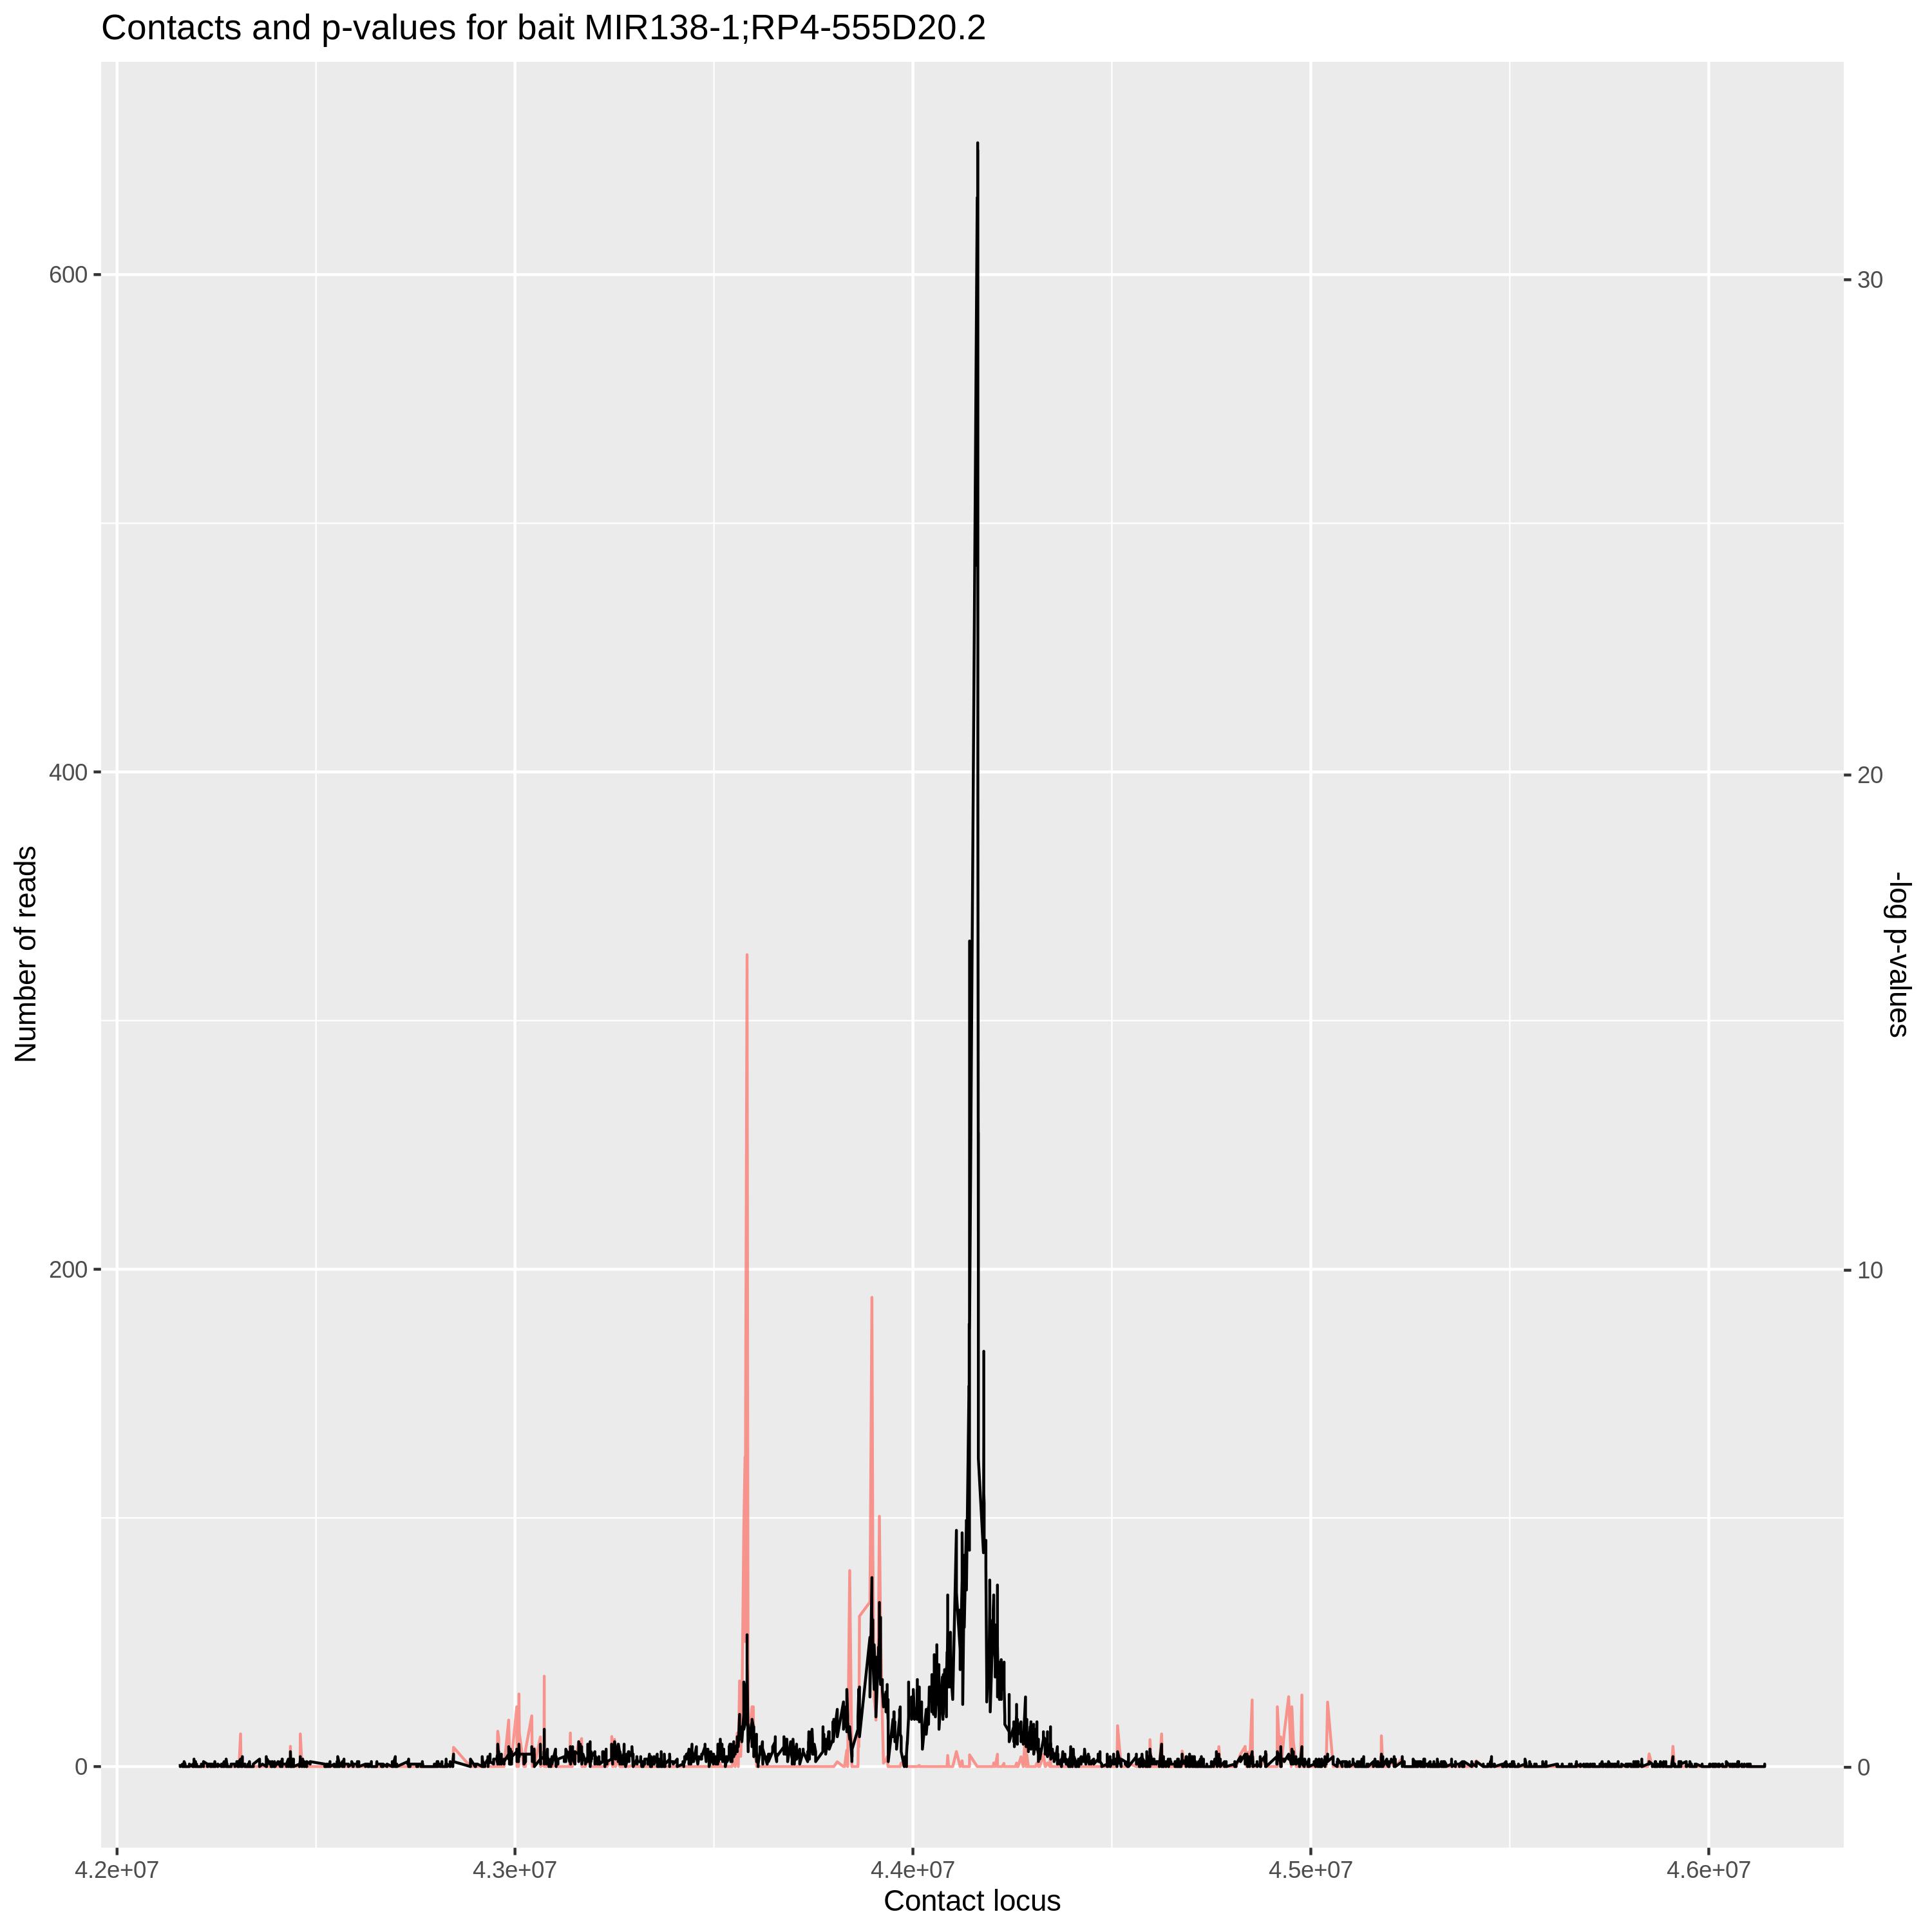 Contacts and p-values for bait MIR138-1;RP4-555D20.2
600
400
200
0
Number of reads
30
20
10
0
-log p-values
4.2e+07
4.3e+07
4.4e+07
4.5e+07
4.6e+07
Contact locus